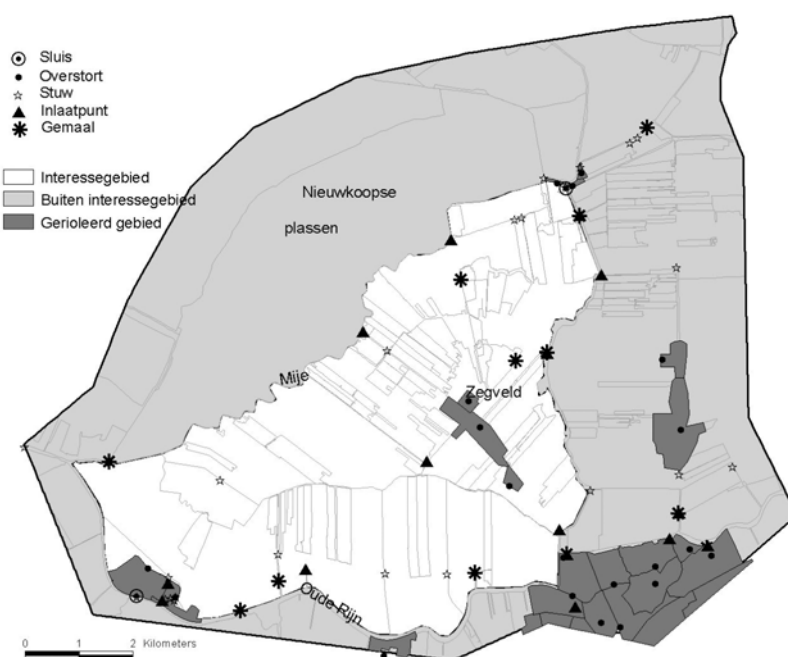 Sluis
Overstort
Stuw
Inlaatpunt
Gemaal
Interessegebied
Buiten interessegebied
Gerioleerd gebied
Nieuwkoopse
plassen
Mije
Zegveld
Oude Rijn
0 1 2 Kilometers